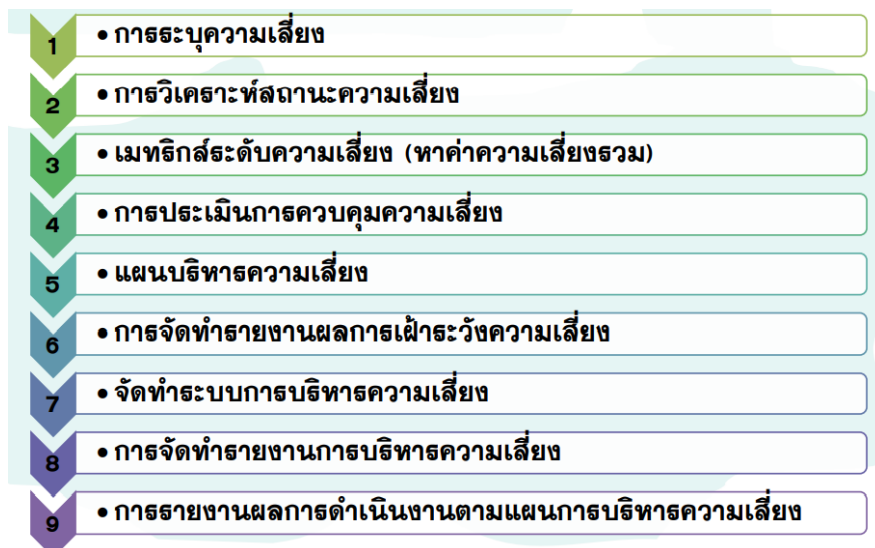 1 • การระบุความเสี่ยง
2 • การวิเคราะห์สถานะความเสี่ยง
3 • เมทริกส์ระดับความเสี่ยง (หาค่าความเสี่ยงรวม)
4 • การประเมินการควบคุมความเสี่ยง
5 • แผนบริหารความเสี่ยง
6 • การจัดทำรายงานผลการเฝ้าระวังความเสี่ยง
7 • จัดทำระบบการบริหารความเสี่ยง
8 • การจัดทำรายงานการบริหารความเสี่ยง
9 • การรายงานผลการดำเนินงานตามแผนการบริหารความเสี่ยง